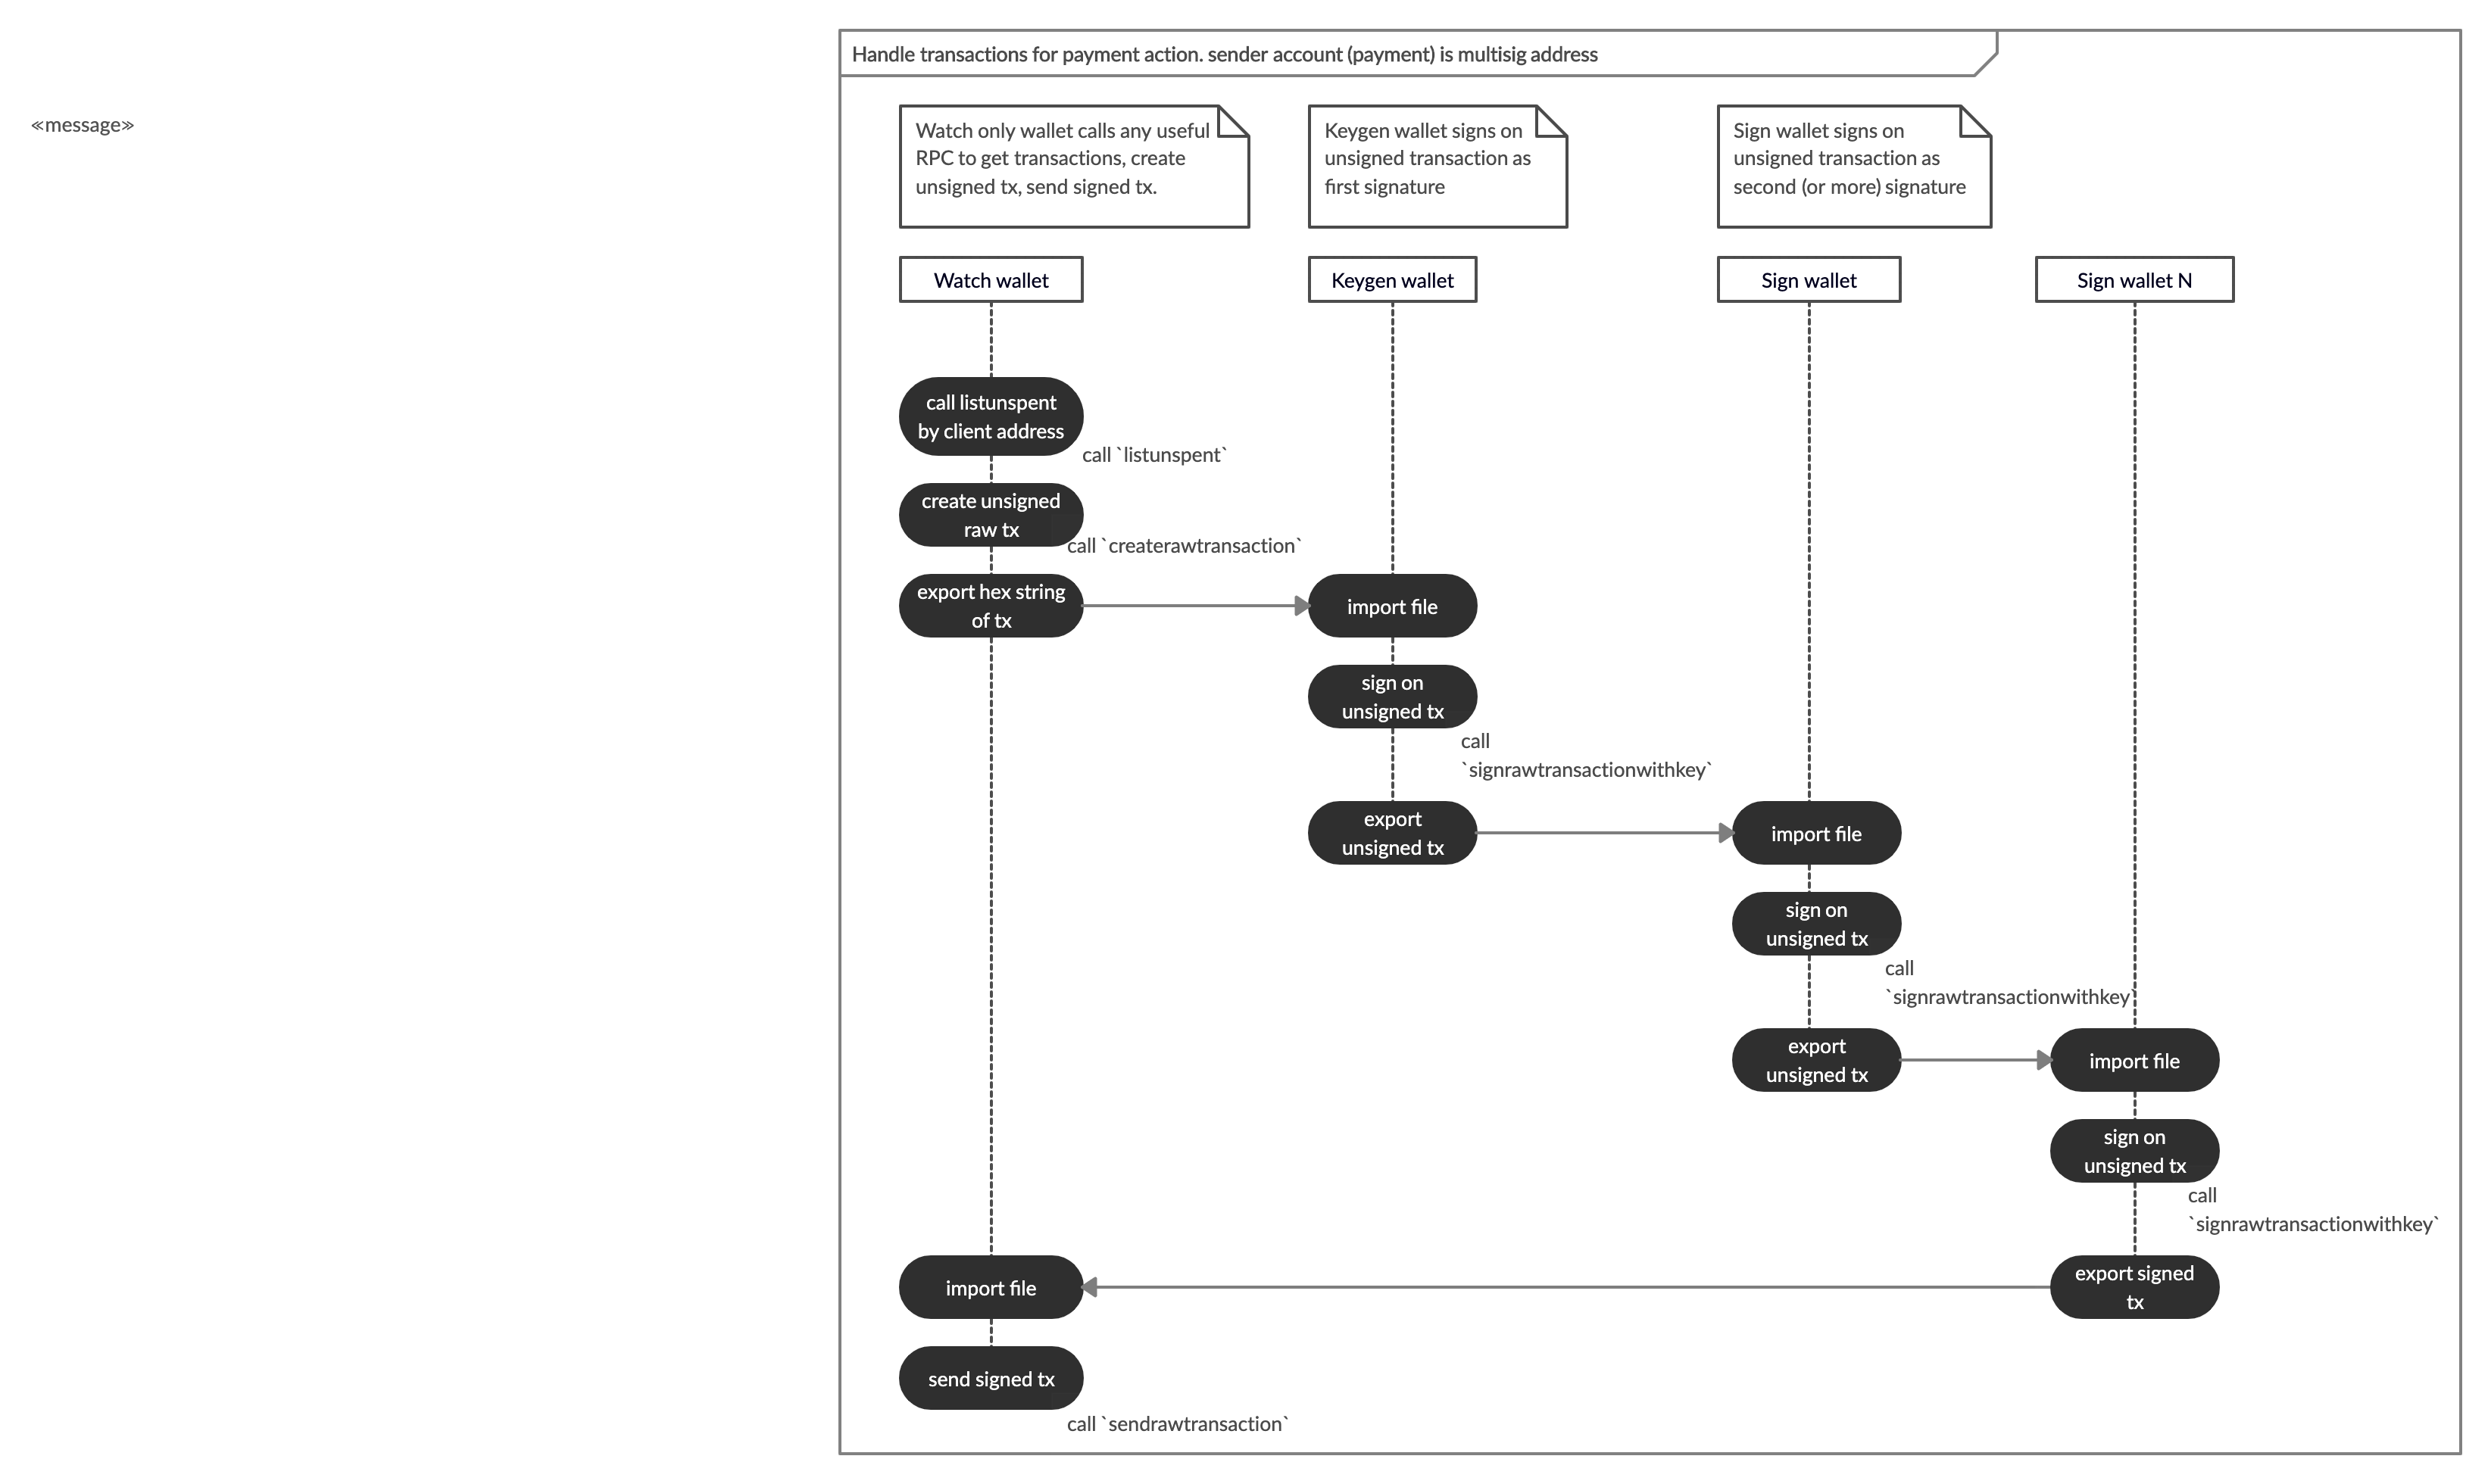 Handle transactions for payment action. sender account (payment) is multisig address
«message»
Watch only wallet calls any useful
RPC to get transactions, create
unsigned tx, send signed tx.
Keygen wallet signs on
unsigned transaction as
first signature
Sign wallet signs on
unsigned transaction as
second (or more) signature
Watch wallet
Keygen wallet
Sign wallet
Sign wallet N
call listunspent
by client address
call `listunspent`
create unsigned
raw tx
call `createrawtransaction`
export hex string
of tx
import file
sign on
unsigned tx
call
`signrawtransactionwithkey`
export
unsigned tx
import file
sign on
unsigned tx
call
`signrawtransactionwithkey`
export
unsigned tx
import file
sign on
unsigned tx
call
`signrawtransactionwithkey`
import file
export signed
tx
send signed tx
call `sendrawtransaction`